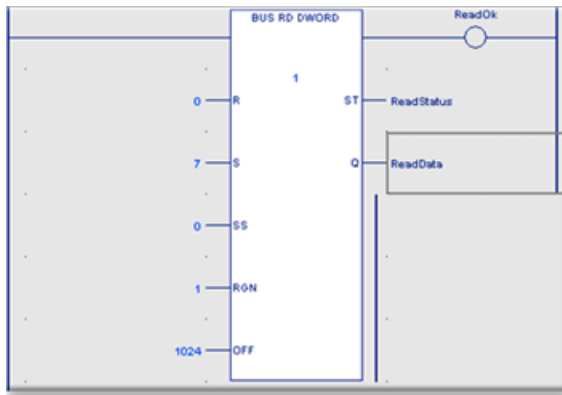 BUS RD DWORD
ReadOk
1
0 R ST ReadStatus
7 S Q ReadData
0 SS
1 RGN
1024 OFF